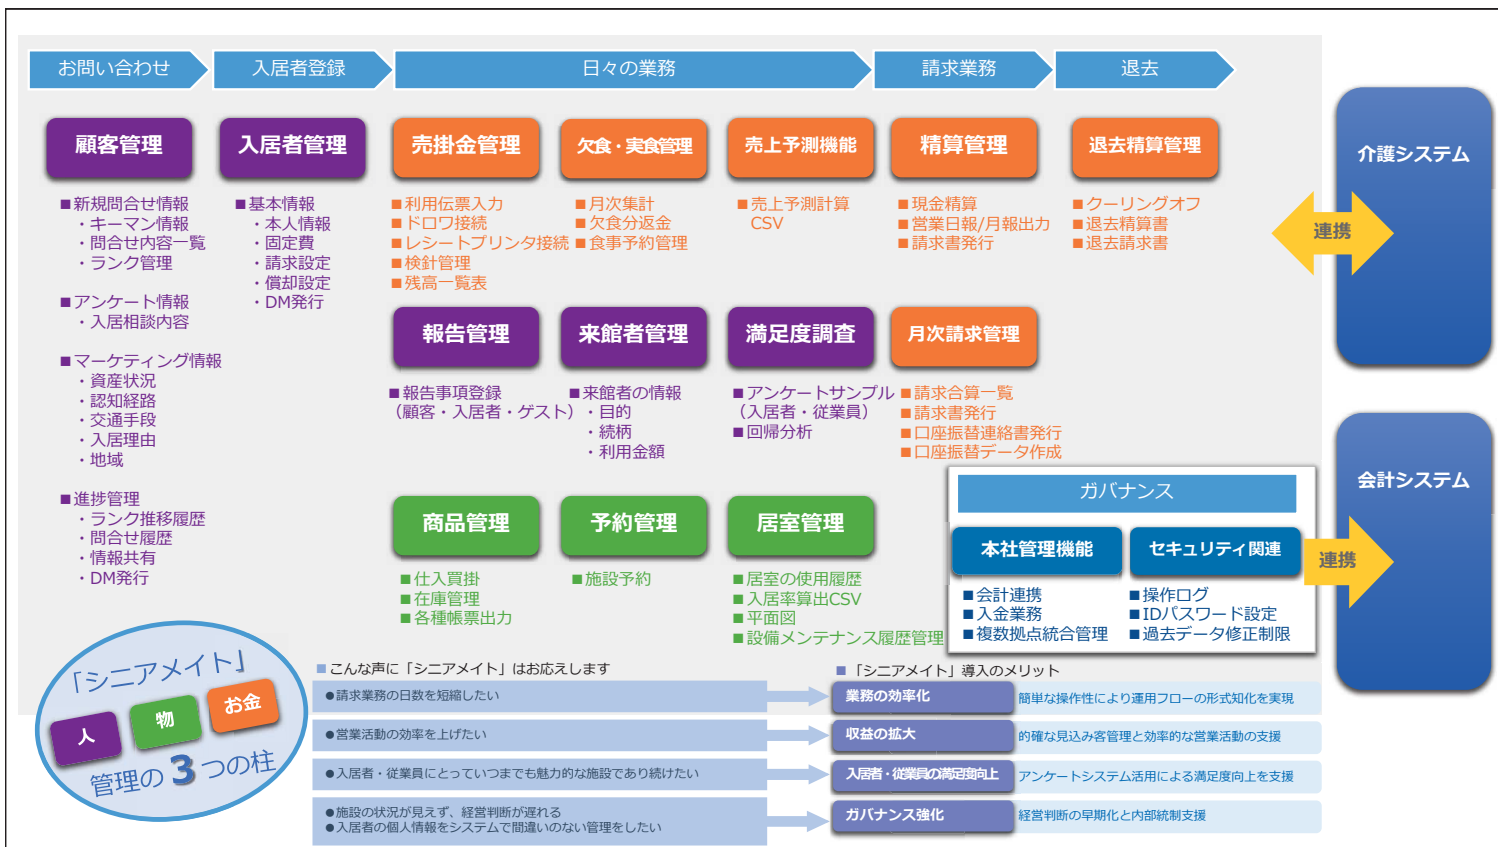 お問い合わせ
入居者登録
日々の業務
請求業務
退去
顧客管理
■新規問合せ情報
・キーマン情報
・問合せ内容一覧
・ランク管理
■アンケート情報
・入居相談内容
■マーケティング情報
・資産状況
・認知経路
・交通手段
・入居理由
・地域
■進捗管理
・ランク推移履歴
・問合せ履歴
・情報共有
・DM発行
入居者管理
■基本情報
・本人情報
・固定費
・請求設定
・償却設定
・DM発行
売掛金管理
■利用伝票入力
■ドロワ接続
■レシートプリンタ接続
■検針管理
■残高一覧表
欠食・実食管理
■月次集計
■欠食分返金
■食事予約管理
売上予測機能
■売上予測計算
CSV
精算管理
■現金精算
■営業日報/月報出力
■請求書発行
退去精算管理
■クーリングオフ
■退去精算書
■退去請求書
報告管理
■報告事項登録
(顧客・入居者・ゲスト)
来館者管理
■来館者の情報
・目的
・続柄
・利用金額
満足度調査
■アンケートサンプル
(入居者・従業員)
■回帰分析
月次請求管理
■請求合算一覧
■請求書発行
■口座振替連絡書発行
■口座振替データ作成
商品管理
■仕入買掛
■在庫管理
■各種帳票出力
予約管理
■施設予約
居室管理
■居室の使用履歴
■入居率算出CSV
■平面図
■設備メンテナンス履歴管理
ガバナンス
本社管理機能
■会計連携
■入金業務
■複数拠点統合管理
セキュリティ関連
■操作ログ
■IDパスワード設定
■過去データ修正制限
介護システム
連携
会計システム
連携
「シニアメイト」
人
物
お金
管理の3つの柱
■こんな声に「シニアメイト」はお応えします
●請求業務の日数を短縮したい
●営業活動の効率を上げたい
●入居者・従業員にとっていつまでも魅力的な施設であり続けたい
●施設の状況が見えず、経営判断が遅れる
●入居者の個人情報をシステムで間違いのない管理をしたい
■「シニアメイト」導入のメリット
業務の効率化
簡単な操作性により運用フローの形式知化を実現
収益の拡大
的確な見込み客管理と効率的な営業活動の支援
入居者・従業員の満足度向上
アンケートシステム活用による満足度向上を支援
ガバナンス強化
経営判断の早期化と内部統制支援